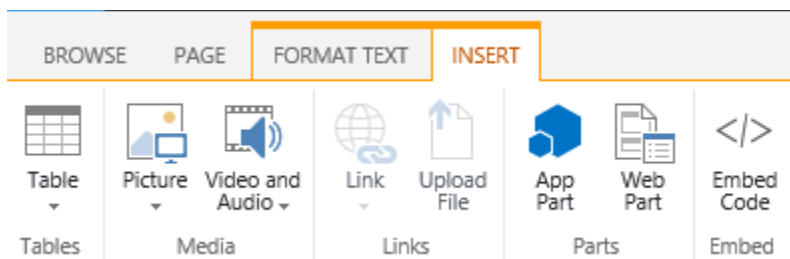 BROWSE PAGE FORMAT TEXT INSERT
Table Picture Video and Audio Link Upload File App Part Web Part Embed Code
Tables Media Links Parts Embed